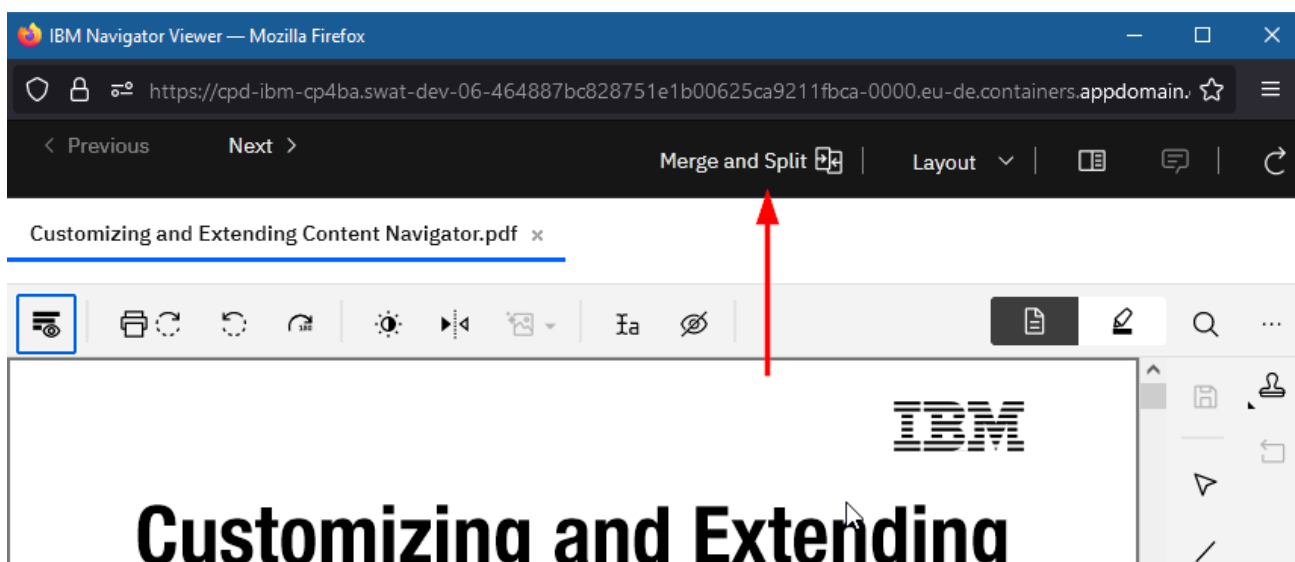 IBM Navigator Viewer — Mozilla Firefox
https://cpd-ibm-cp4ba.swat-dev-06-464887bc828751e1b00625ca9211fbca-0000.eu-de.containers.appdomain.
Previous Next Merge and Split Layout
Customizing and Extending Content Navigator.pdf
180
a
IBM
Customizing and Extending